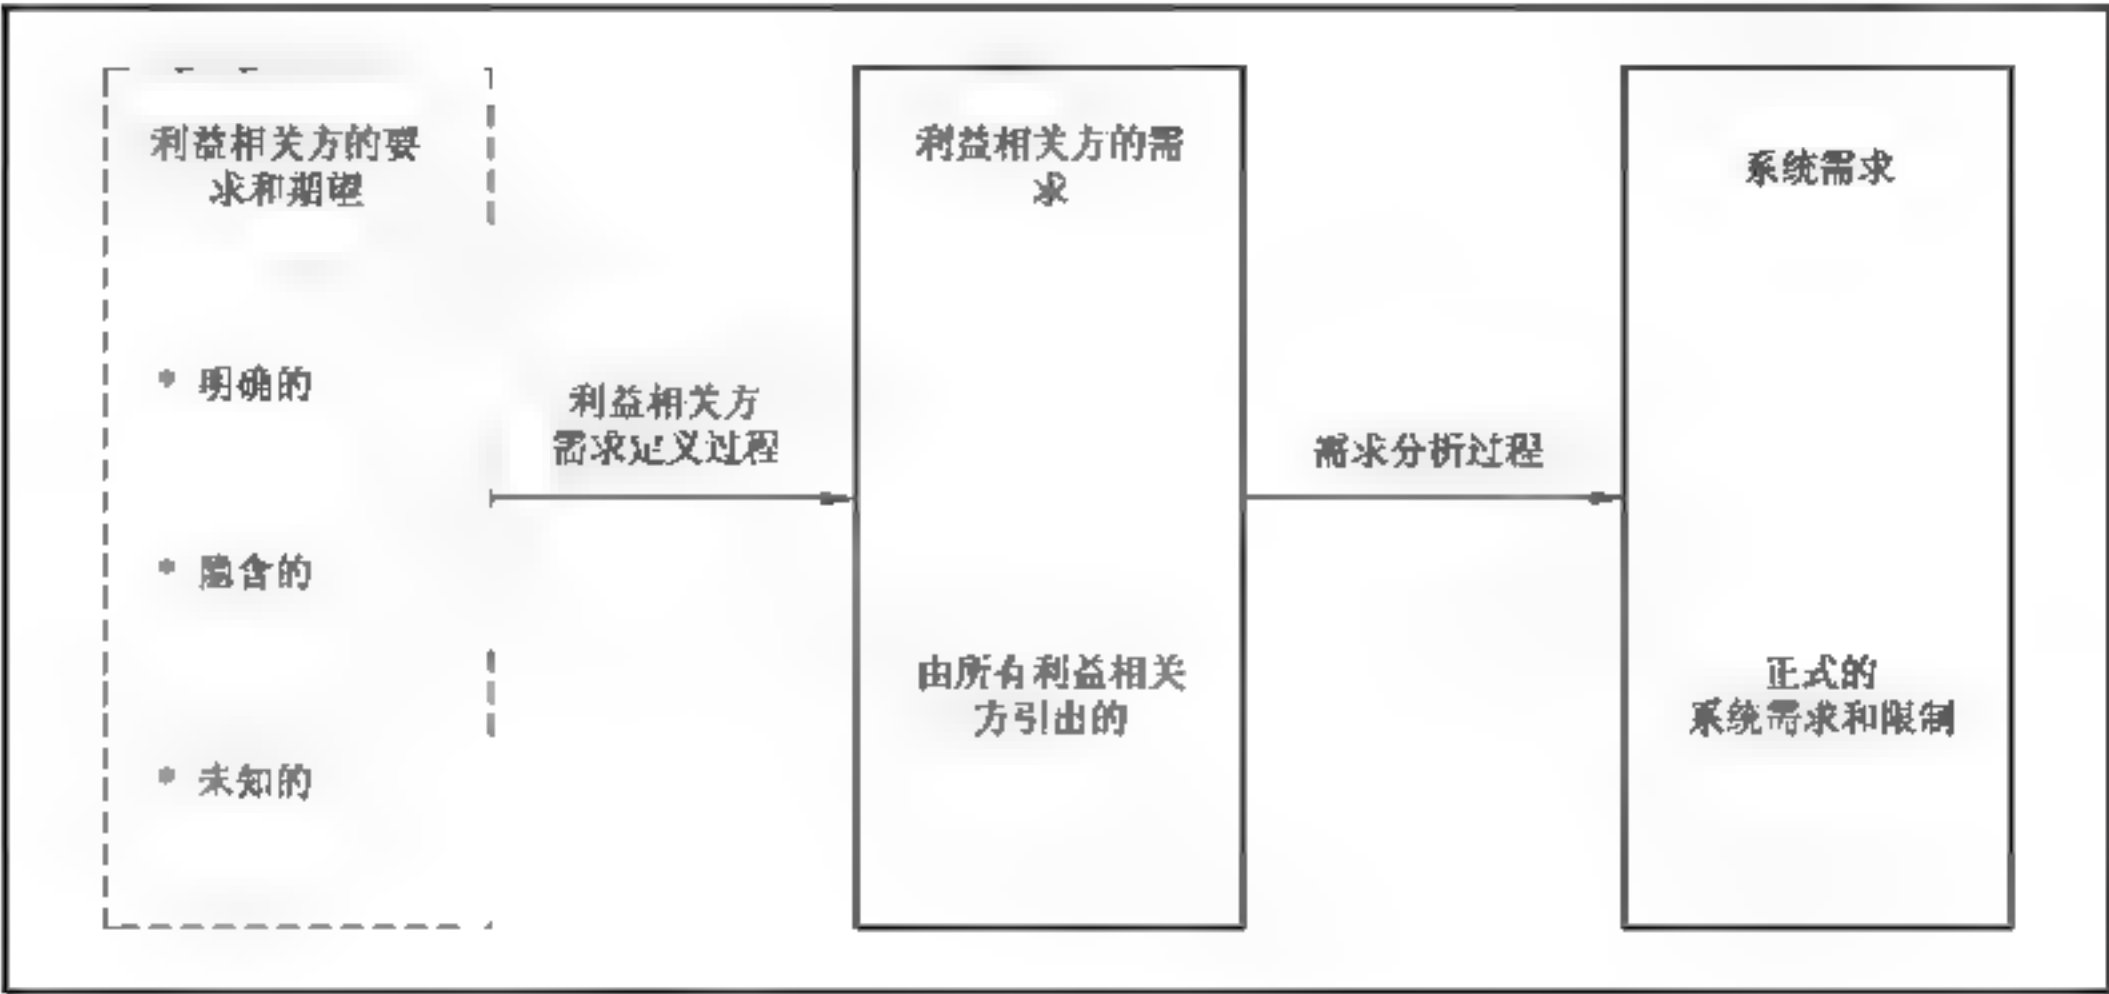 利益相关方的要
求和期望
• 明确的
• 隐含的
• 未知的
利益相关方
需求定义过程
利益相关方的需
求
由所有利益相关
方引出的
需求分析过程
系统需求
正式的
系统需求和限制